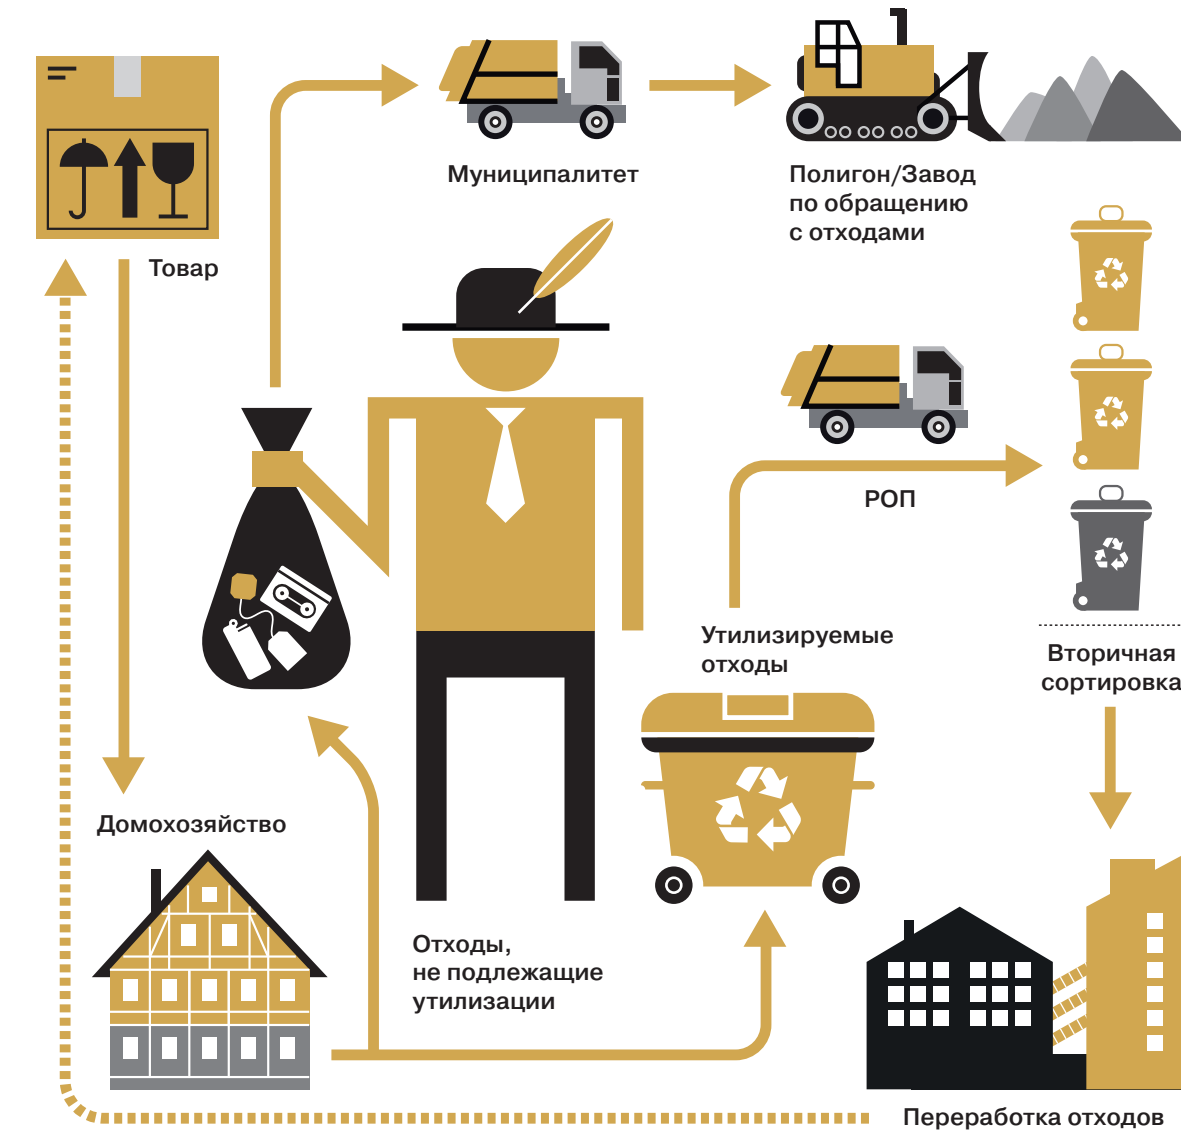 Муниципалитет
Полигон/Завод
по обращению
с отходами
Товар
РОП
Утилизируемые
отходы
Вторичная
сортировка
Домохозяйство
Отходы,
не подлежащие
утилизации
Переработка отходов